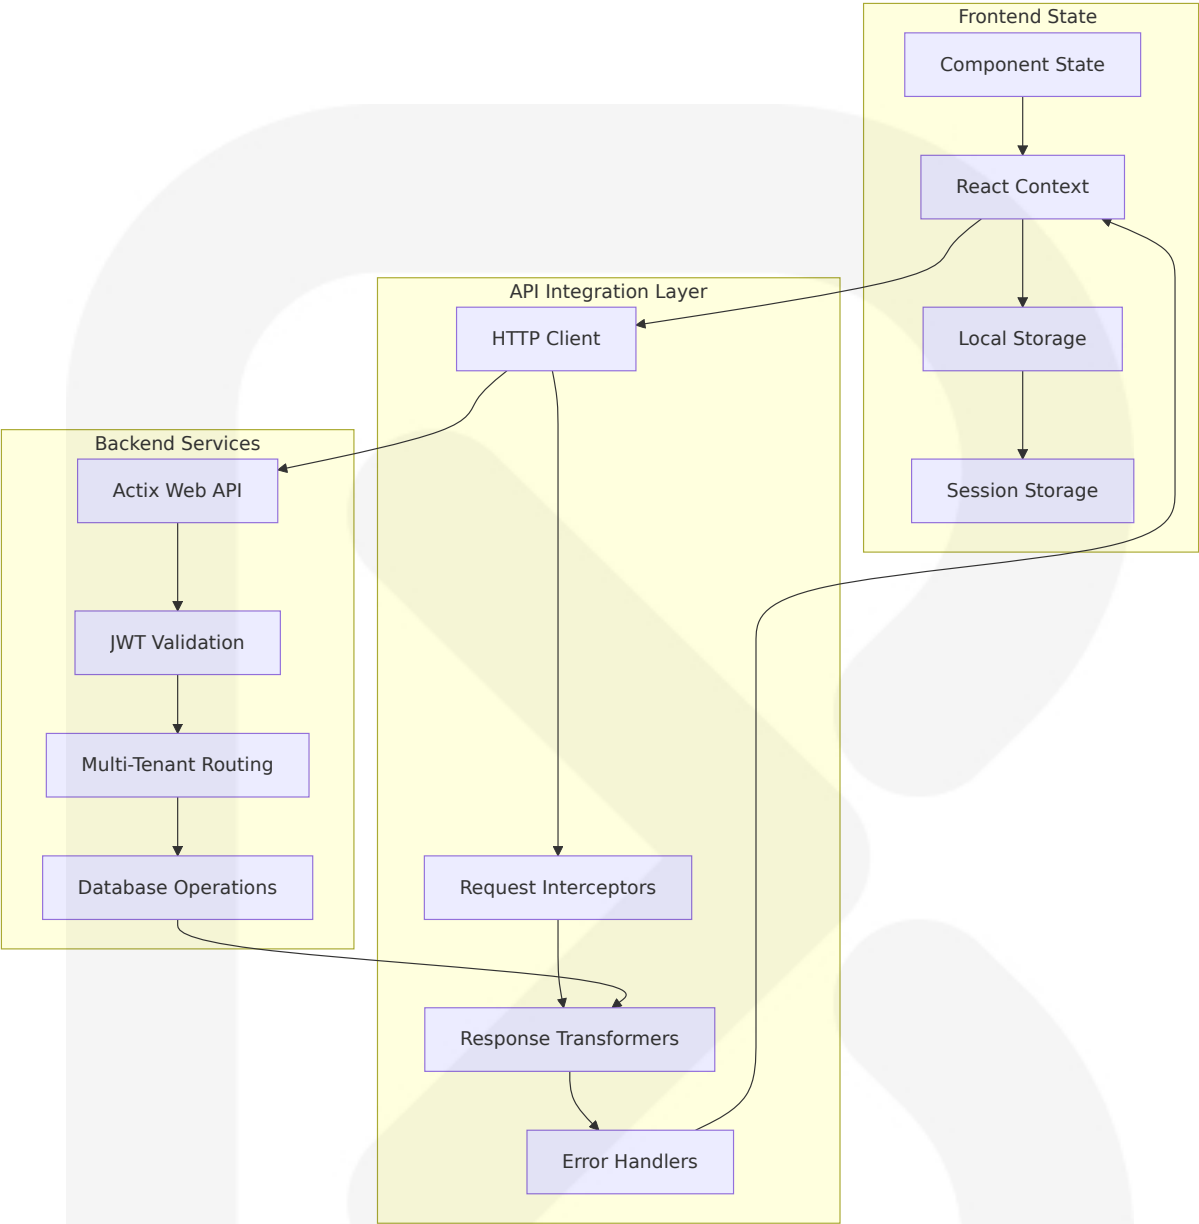 Frontend State
Component State
React Context
Local Storage
Session Storage
API Integration Layer
HTTP Client
Request Interceptors
Response Transformers
Error Handlers
Backend Services
Actix Web API
JWT Validation
Multi-Tenant Routing
Database Operations